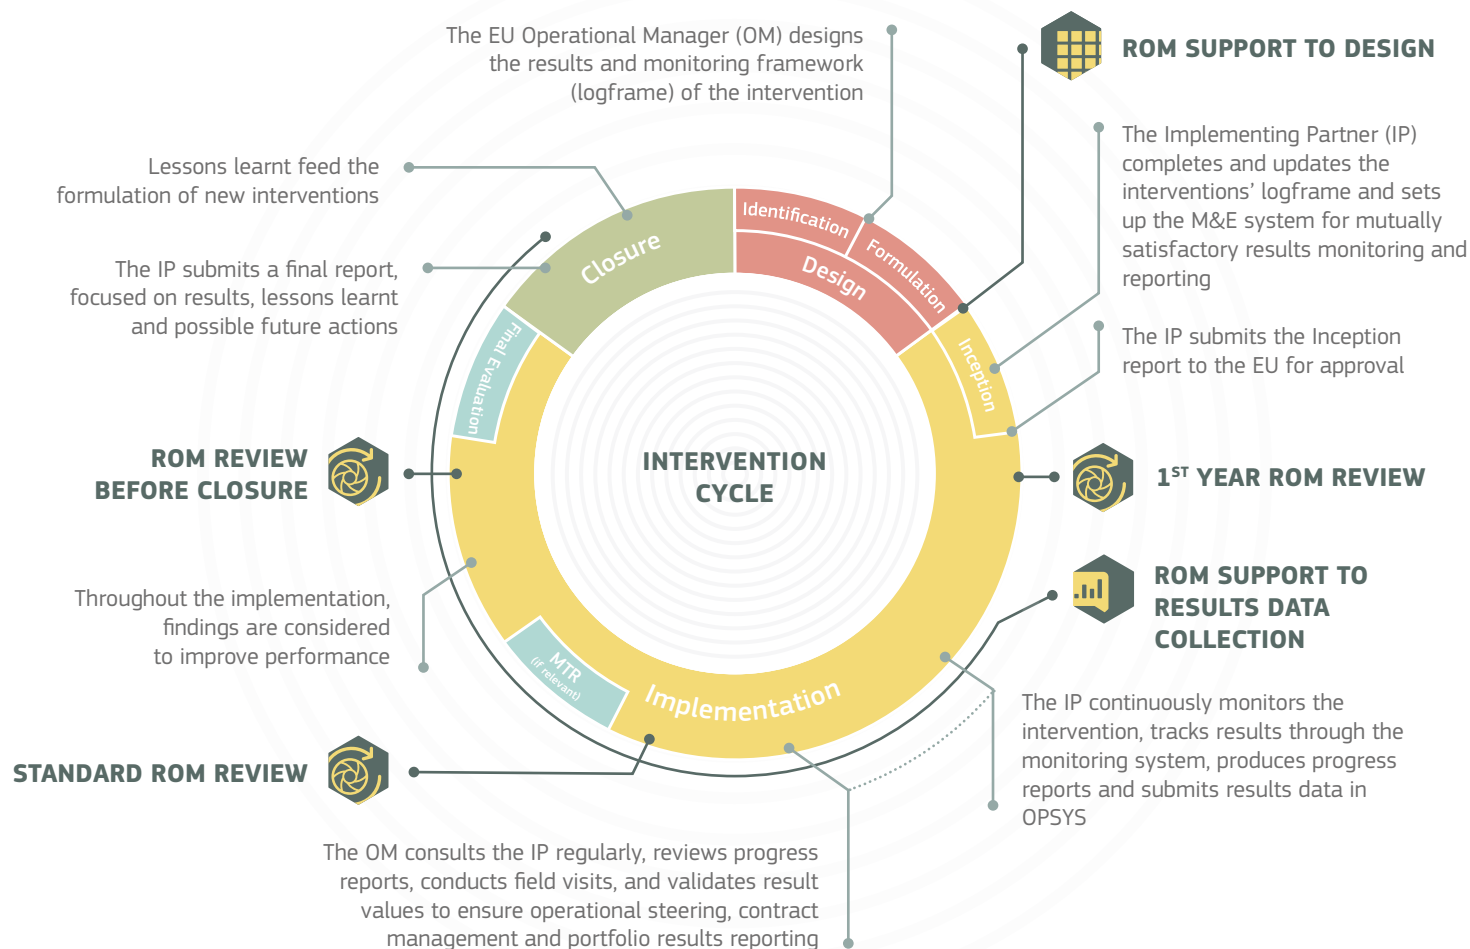 The EU Operational Manager (OM) designs
the results and monitoring framework
(logframe) of the intervention
ROM SUPPORT TO DESIGN
The Implementing Partner (IP)
completes and updates the
interventions’ logframe and sets
up the M&E system for mutually
satisfactory results monitoring and
reporting
Lessons learnt feed the
formulation of new interventions
The IP submits a final report,
focused on results, lessons learnt
and possible future actions
The IP submits the Inception
report to the EU for approval
Closure
Identification
Formulation
Design
Inception
Final Evaluation
INTERVENTION
CYCLE
ROM REVIEW
BEFORE CLOSURE
1ST YEAR ROM REVIEW
ROM SUPPORT TO
RESULTS DATA
COLLECTION
Throughout the implementation,
findings are considered
to improve performance
MTR
(if relevant)
Implementation
The IP continuously monitors the
intervention, tracks results through the
monitoring system, produces progress
reports and submits results data in
OPSYS
STANDARD ROM REVIEW
The OM consults the IP regularly, reviews progress
reports, conducts field visits, and validates result
values to ensure operational steering, contract
management and portfolio results reporting